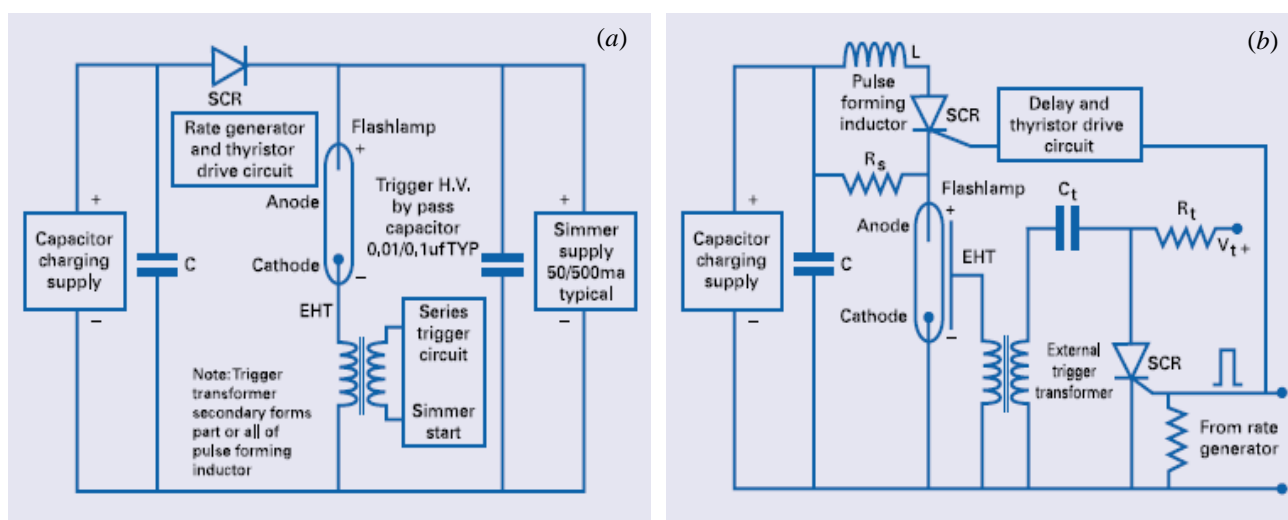 (a)
SCR
Rate generator
and thyristor
drive circuit
Flashlamp
+
Anode
Trigger H.V.
by pass
capacitor
0,01/0,1uf TYP
+
Capacitor
charging
supply
–
C
Cathode
–
+
Simmer
supply
50/500ma
typical
–
EHT
Series
trigger
circuit
Simmer
start
Note: Trigger
transformer
secondary forms
part or all of
pulse forming
inductor
(b)
L
Pulse
forming
inductor
SCR
Delay and
thyristor drive
circuit
Rs
Flashlamp
+
Anode
Ct
Rt
Vt+
+
Capacitor
charging
supply
–
C
EHT
Cathode
–
External
trigger
transformer
SCR
From rate
generator